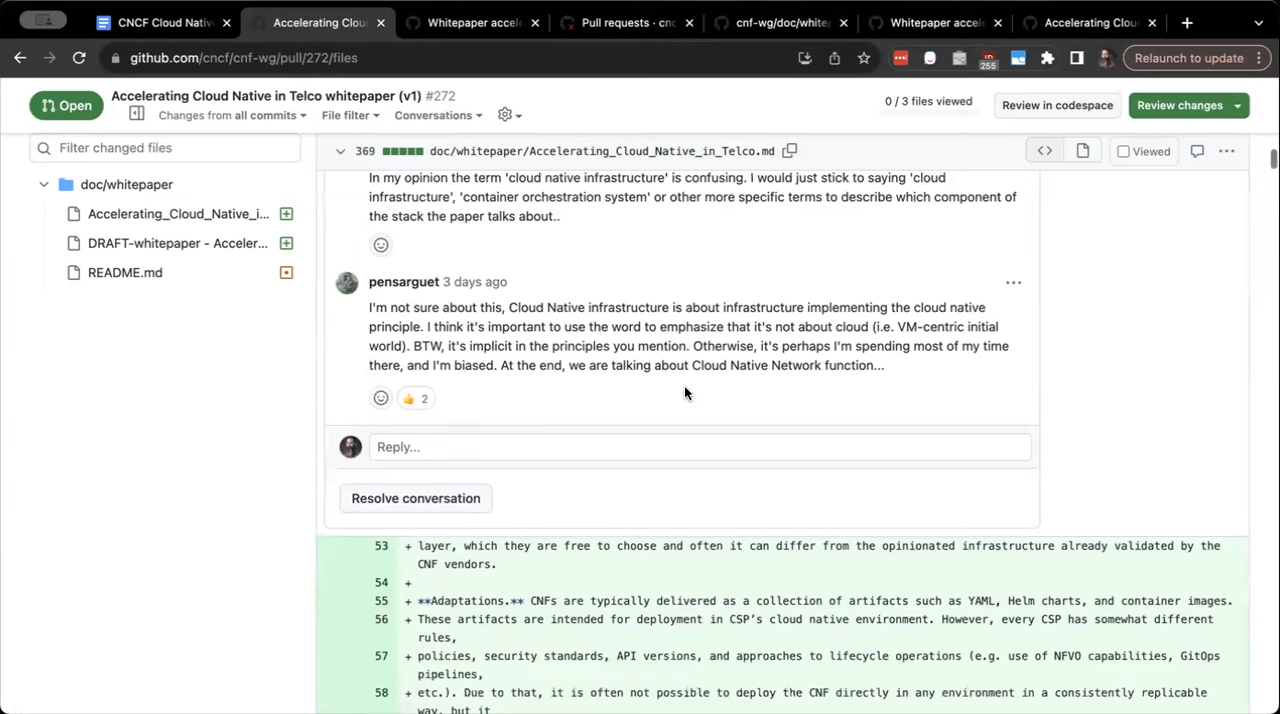 CNCF Cloud Nativ
Accelerating Clou
Whitepaper accel
Pull requests · cnc
cnf-wg/doc/white
Whitepaper accel
Accelerating Clou
github.com/cncf/cnf-wg/pull/272/files
255
Relaunch to update
Open
Accelerating Cloud Native in Telco whitepaper (v1) #272
Changes from all commits
File filter
Conversations
0 / 3 files viewed
Review in codespace
Review changes
Filter changed files
369 doc/whitepaper/Accelerating_Cloud_Native_in_Telco.md
Viewed
doc/whitepaper
Accelerating_Cloud_Native_i...
DRAFT-whitepaper - Acceler...
README.md
In my opinion the term 'cloud native infrastructure' is confusing. I would just stick to saying 'cloud
infrastructure', 'container orchestration system' or other more specific terms to describe which component of
the stack the paper talks about..
pensarguet 3 days ago
I'm not sure about this, Cloud Native infrastructure is about infrastructure implementing the cloud native
principle. I think it's important to use the word to emphasize that it's not about cloud (i.e. VM-centric initial
world). BTW, it's implicit in the principles you mention. Otherwise, it's perhaps I'm spending most of my time
there, and I'm biased. At the end, we are talking about Cloud Native Network function...
👍 2
Reply...
Resolve conversation
53 + layer, which they are free to choose and often it can differ from the opinionated infrastructure already validated by the
CNF vendors.
54 +
55 + **Adaptations.** CNFs are typically delivered as a collection of artifacts such as YAML, Helm charts, and container images.
56 + These artifacts are intended for deployment in CSP's cloud native environment. However, every CSP has somewhat different
rules,
57 + policies, security standards, API versions, and approaches to lifecycle operations (e.g. use of NFVO capabilities, GitOps
pipelines,
58 + etc.). Due to that, it is often not possible to deploy the CNF directly in any environment in a consistently replicable
way, but it